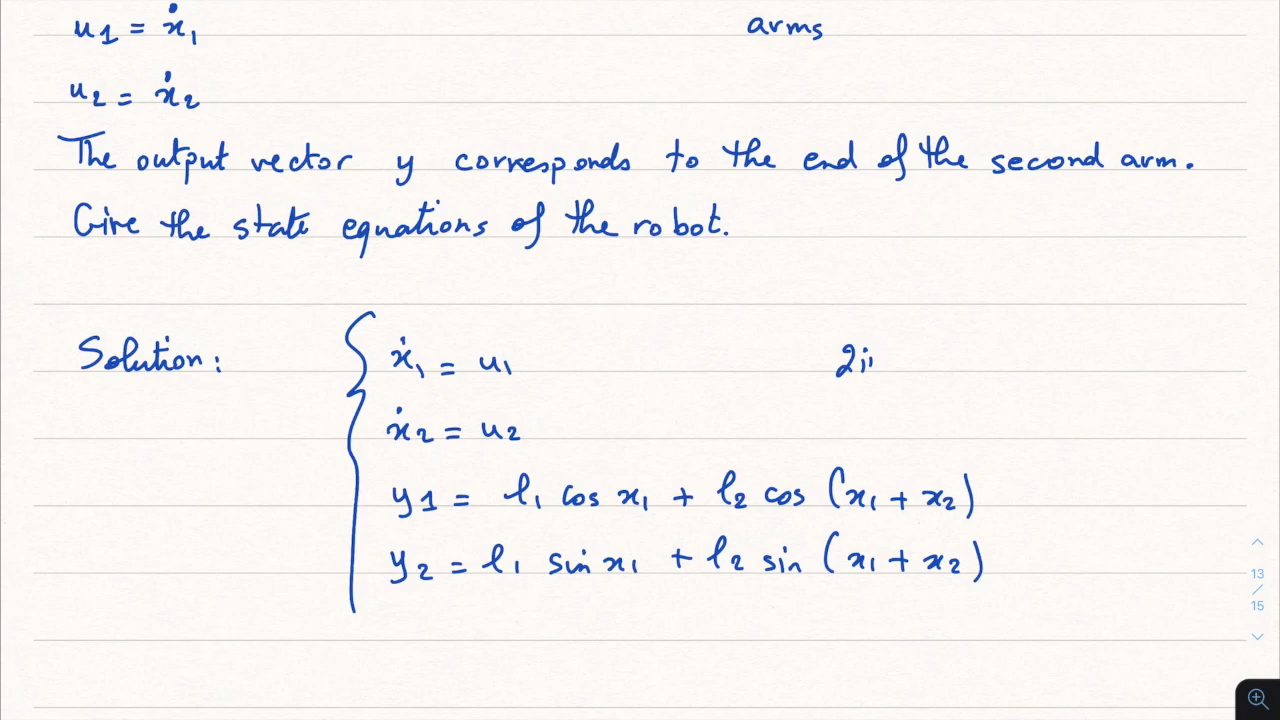 u1 = ẋ1 arms
u2 = ẋ2
The output vector y corresponds to the end of the second arm.
Give the state equations of the robot.
Solution: ẋ1 = u1
ẋ2 = u2
y1 = l1 cos x1 + l2 cos (x1 + x2)
y2 = l1 sin x1 + l2 sin (x1 + x2)
13
/
15